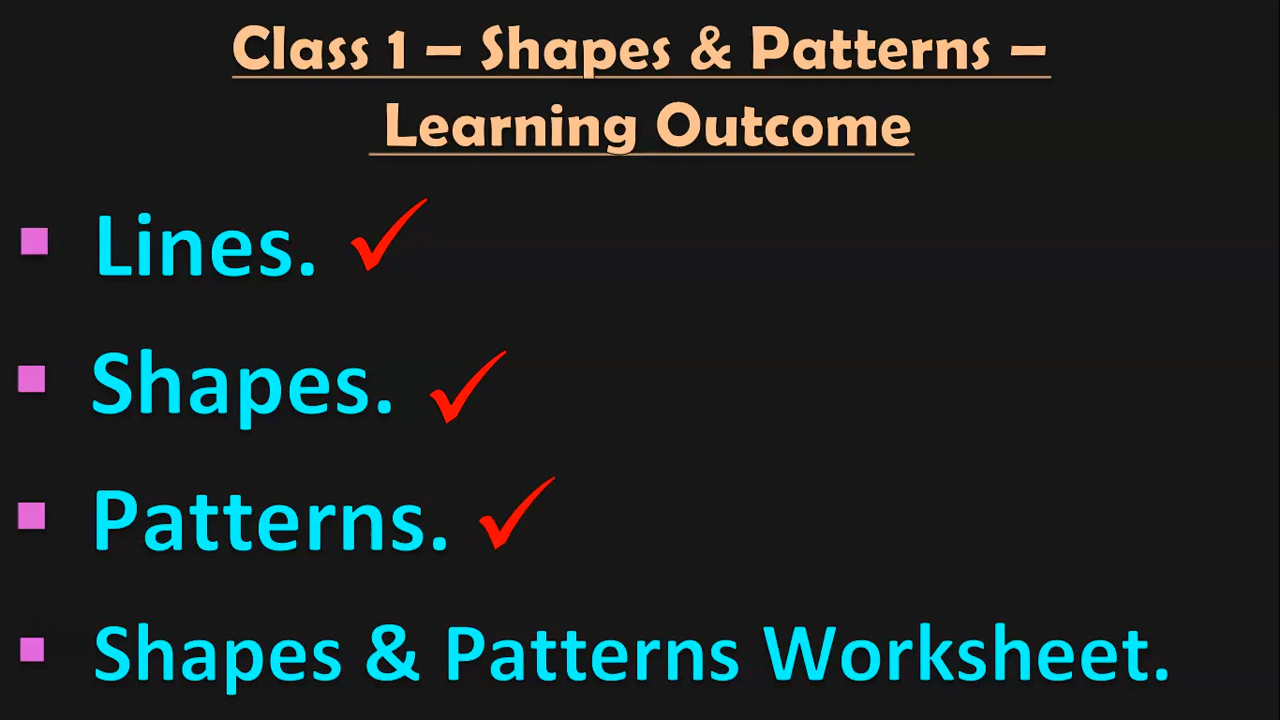 Class 1 – Shapes & Patterns –
Learning Outcome
▪ Lines. ✓
▪ Shapes. ✓
▪ Patterns. ✓
▪ Shapes & Patterns Worksheet.